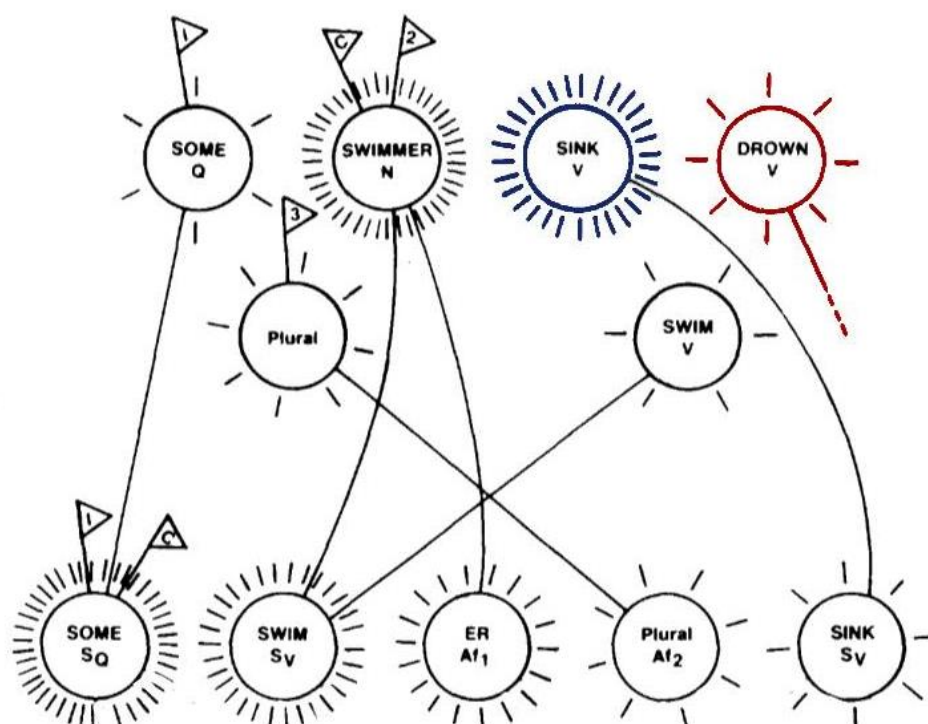 1
C
2
SOME
Q
SWIMMER
N
SINK
V
DROWN
V
3
Plural
SWIM
V
1
C
SOME
SQ
SWIM
SV
ER
Af1
Plural
Af2
SINK
SV